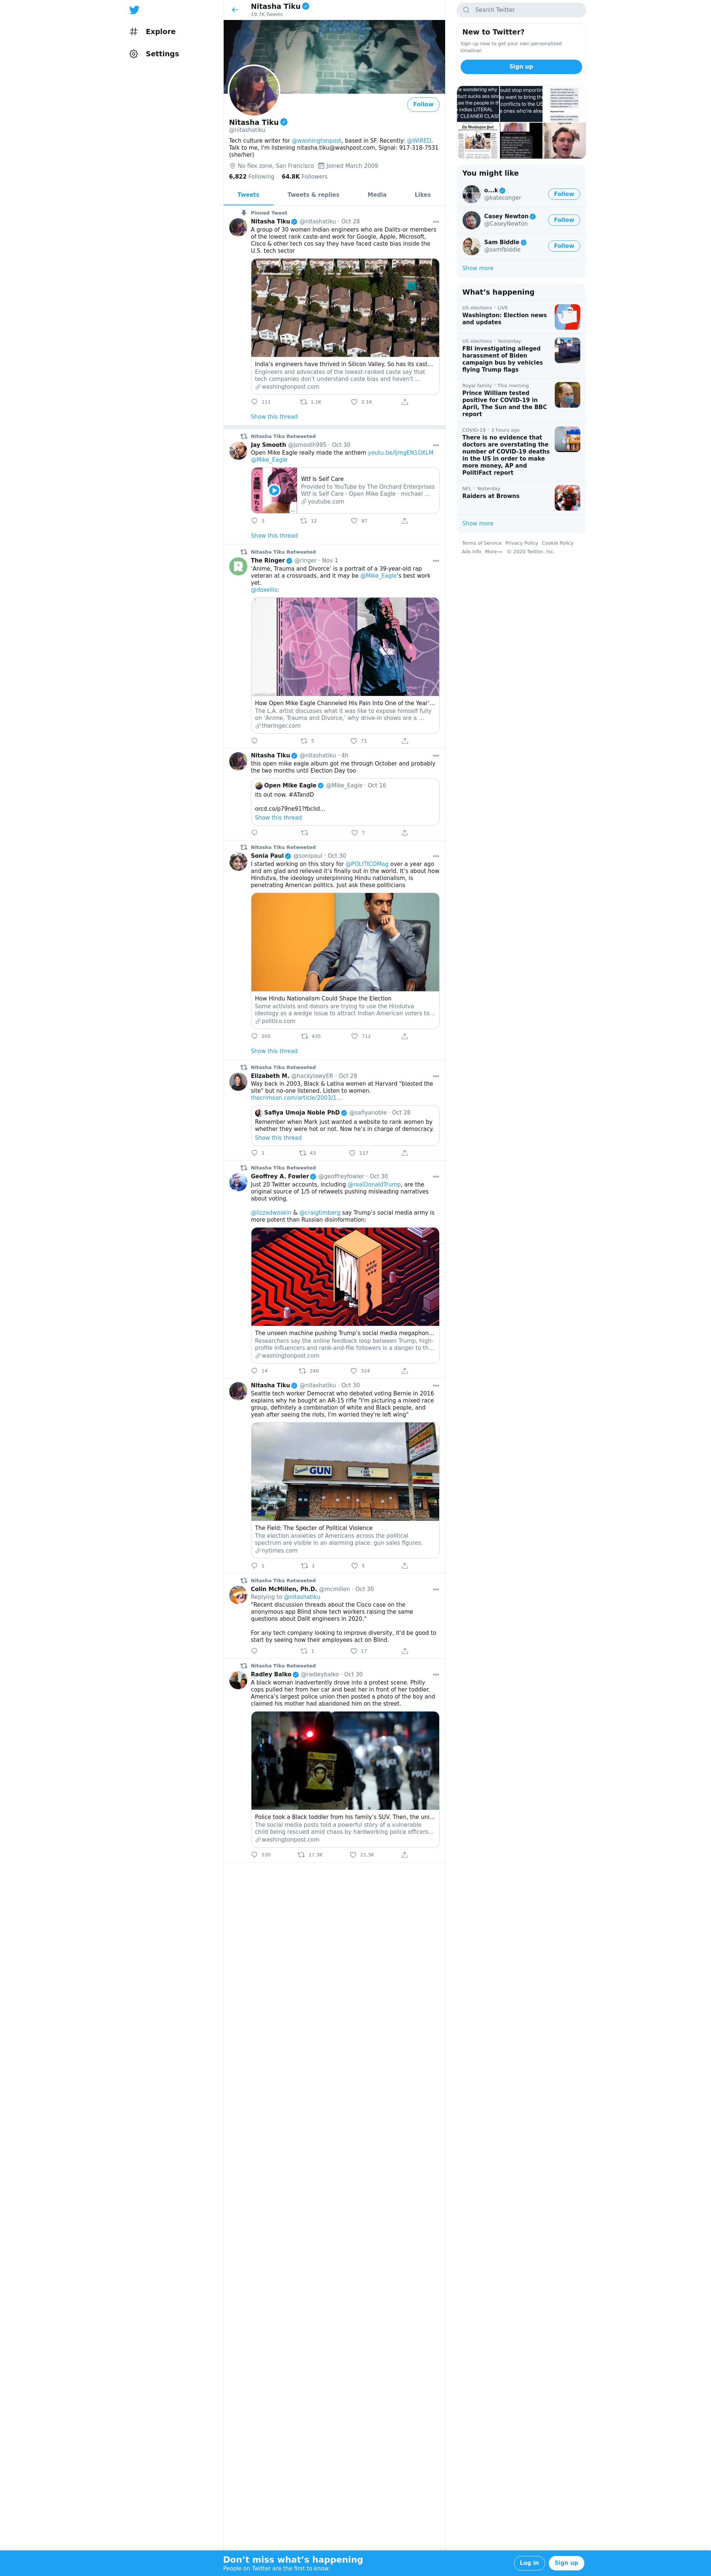 Explore
Settings
Nitasha Tiku
19.7K Tweets
Follow
Nitasha Tiku
@nitashatiku
Tech culture writer for @washingtonpost, based in SF. Recently: @WIRED.
Talk to me, I'm listening nitasha.tiku@washpost.com, Signal: 917-318-7531
(she/her)
No flex zone, San Francisco Joined March 2009
6,822 Following 64.8K Followers
Tweets Tweets & replies Media Likes
Pinned Tweet
Nitasha Tiku @nitashatiku · Oct 28
A group of 30 women Indian engineers who are Dalits-or members
of the lowest rank caste-and work for Google, Apple, Microsoft,
Cisco & other tech cos say they have faced caste bias inside the
U.S. tech sector
India's engineers have thrived in Silicon Valley. So has its cast…
Engineers and advocates of the lowest-ranked caste say that
tech companies don't understand caste bias and haven't …
washingtonpost.com
111 1.1K 2.1K
Show this thread
Nitasha Tiku Retweeted
Jay Smooth @jsmooth995 · Oct 30
Open Mike Eagle really made the anthem youtu.be/ljmgEN1OXLM
@Mike_Eagle
Wtf is Self Care
Provided to YouTube by The Orchard Enterprises
Wtf is Self Care · Open Mike Eagle · michael …
youtube.com
3 12 87
Show this thread
Nitasha Tiku Retweeted
The Ringer @ringer · Nov 1
'Anime, Trauma and Divorce' is a portrait of a 39-year-old rap
veteran at a crossroads, and it may be @Mike_Eagle's best work
yet.
@doxellis:
How Open Mike Eagle Channeled His Pain Into One of the Year'…
The L.A. artist discusses what it was like to expose himself fully
on 'Anime, Trauma and Divorce,' why drive-in shows are a …
theringer.com
5 71
Nitasha Tiku @nitashatiku · 4h
this open mike eagle album got me through October and probably
the two months until Election Day too
Open Mike Eagle @Mike_Eagle · Oct 16
its out now. #ATandD
orcd.co/p79ne91?fbclid…
Show this thread
7
Nitasha Tiku Retweeted
Sonia Paul @sonipaul · Oct 30
I started working on this story for @POLITICOMag over a year ago
and am glad and relieved it's finally out in the world. It's about how
Hindutva, the ideology underpinning Hindu nationalism, is
penetrating American politics. Just ask these politicians
How Hindu Nationalism Could Shape the Election
Some activists and donors are trying to use the Hindutva
ideology as a wedge issue to attract Indian American voters to…
politico.com
205 435 712
Show this thread
Nitasha Tiku Retweeted
Elizabeth M. @hackylawyER · Oct 28
Way back in 2003, Black & Latina women at Harvard "blasted the
site" but no-one listened. Listen to women.
thecrimson.com/article/2003/1…
Safiya Umoja Noble PhD @safiyanoble · Oct 28
Remember when Mark just wanted a website to rank women by
whether they were hot or not. Now he's in charge of democracy.
Show this thread
1 43 117
Nitasha Tiku Retweeted
Geoffrey A. Fowler @geoffreyfowler · Oct 30
Just 20 Twitter accounts, including @realDonaldTrump, are the
original source of 1/5 of retweets pushing misleading narratives
about voting.
@lizzadwoskin & @craigtimberg say Trump's social media army is
more potent than Russian disinformation:
The unseen machine pushing Trump's social media megaphon…
Researchers say the online feedback loop between Trump, high-
profile influencers and rank-and-file followers is a danger to th…
washingtonpost.com
14 240 324
Nitasha Tiku @nitashatiku · Oct 30
Seattle tech worker Democrat who debated voting Bernie in 2016
explains why he bought an AR-15 rifle "I'm picturing a mixed race
group, definitely a combination of white and Black people, and
yeah after seeing the riots, I'm worried they're left wing"
GUN
The Field: The Specter of Political Violence
The election anxieties of Americans across the political
spectrum are visible in an alarming place: gun sales figures.
nytimes.com
1 1 5
Nitasha Tiku Retweeted
Colin McMillen, Ph.D. @mcmillen · Oct 30
Replying to @nitashatiku
"Recent discussion threads about the Cisco case on the
anonymous app Blind show tech workers raising the same
questions about Dalit engineers in 2020."
For any tech company looking to improve diversity, it'd be good to
start by seeing how their employees act on Blind.
1 17
Nitasha Tiku Retweeted
Radley Balko @radleybalko · Oct 30
A black woman inadvertently drove into a protest scene. Philly
cops pulled her from her car and beat her in front of her toddler.
America's largest police union then posted a photo of the boy and
claimed his mother had abandoned him on the street.
POLICE
Police took a Black toddler from his family's SUV. Then, the uni…
The social media posts told a powerful story of a vulnerable
child being rescued amid chaos by hardworking police officers…
washingtonpost.com
530 17.3K 21.3K
Search Twitter
New to Twitter?
Sign up now to get your own personalized
timeline!
Sign up
You might like
o...k
@kateconger
Follow
Casey Newton
@CaseyNewton
Follow
Sam Biddle
@samfbiddle
Follow
Show more
What's happening
US elections · LIVE
Washington: Election news
and updates
US elections · Yesterday
FBI investigating alleged
harassment of Biden
campaign bus by vehicles
flying Trump flags
Royal family · This morning
Prince William tested
positive for COVID-19 in
April, The Sun and the BBC
report
COVID-19 · 3 hours ago
There is no evidence that
doctors are overstating the
number of COVID-19 deaths
in the US in order to make
more money, AP and
PolitiFact report
NFL · Yesterday
Raiders at Browns
Show more
Terms of Service Privacy Policy Cookie Policy
Ads info More © 2020 Twitter, Inc.
Don't miss what's happening
People on Twitter are the first to know.
Log in Sign up